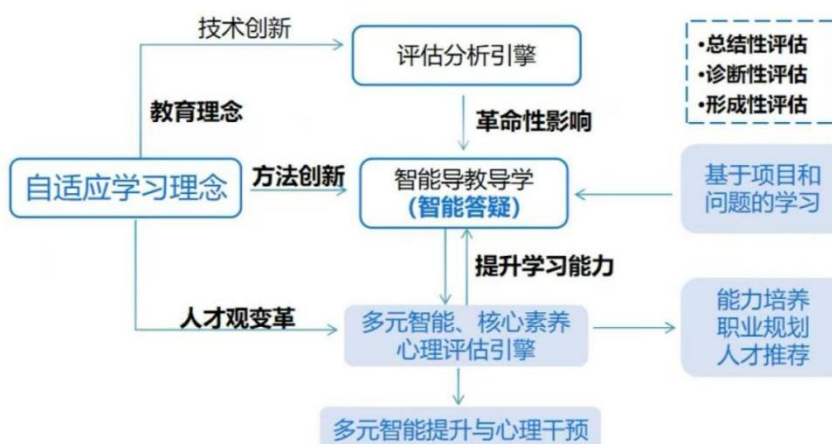 技术创新
评估分析引擎
•总结性评估
•诊断性评估
•形成性评估
教育理念
革命性影响
自适应学习理念
方法创新
智能导教导学
（智能答疑）
基于项目和
问题的学习
提升学习能力
人才观变革
多元智能、核心素养
心理评估引擎
能力培养
职业规划
人才推荐
多元智能提升与心理干预